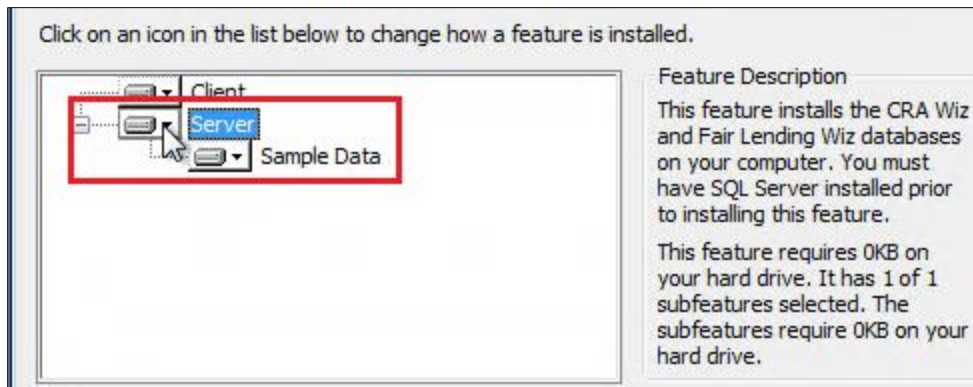 Click on an icon in the list below to change how a feature is installed.
Client
Server
Sample Data
Feature Description
This feature installs the CRA Wiz
and Fair Lending Wiz databases
on your computer. You must
have SQL Server installed prior
to installing this feature.
This feature requires 0KB on
your hard drive. It has 1 of 1
subfeatures selected. The
subfeatures require 0KB on your
hard drive.